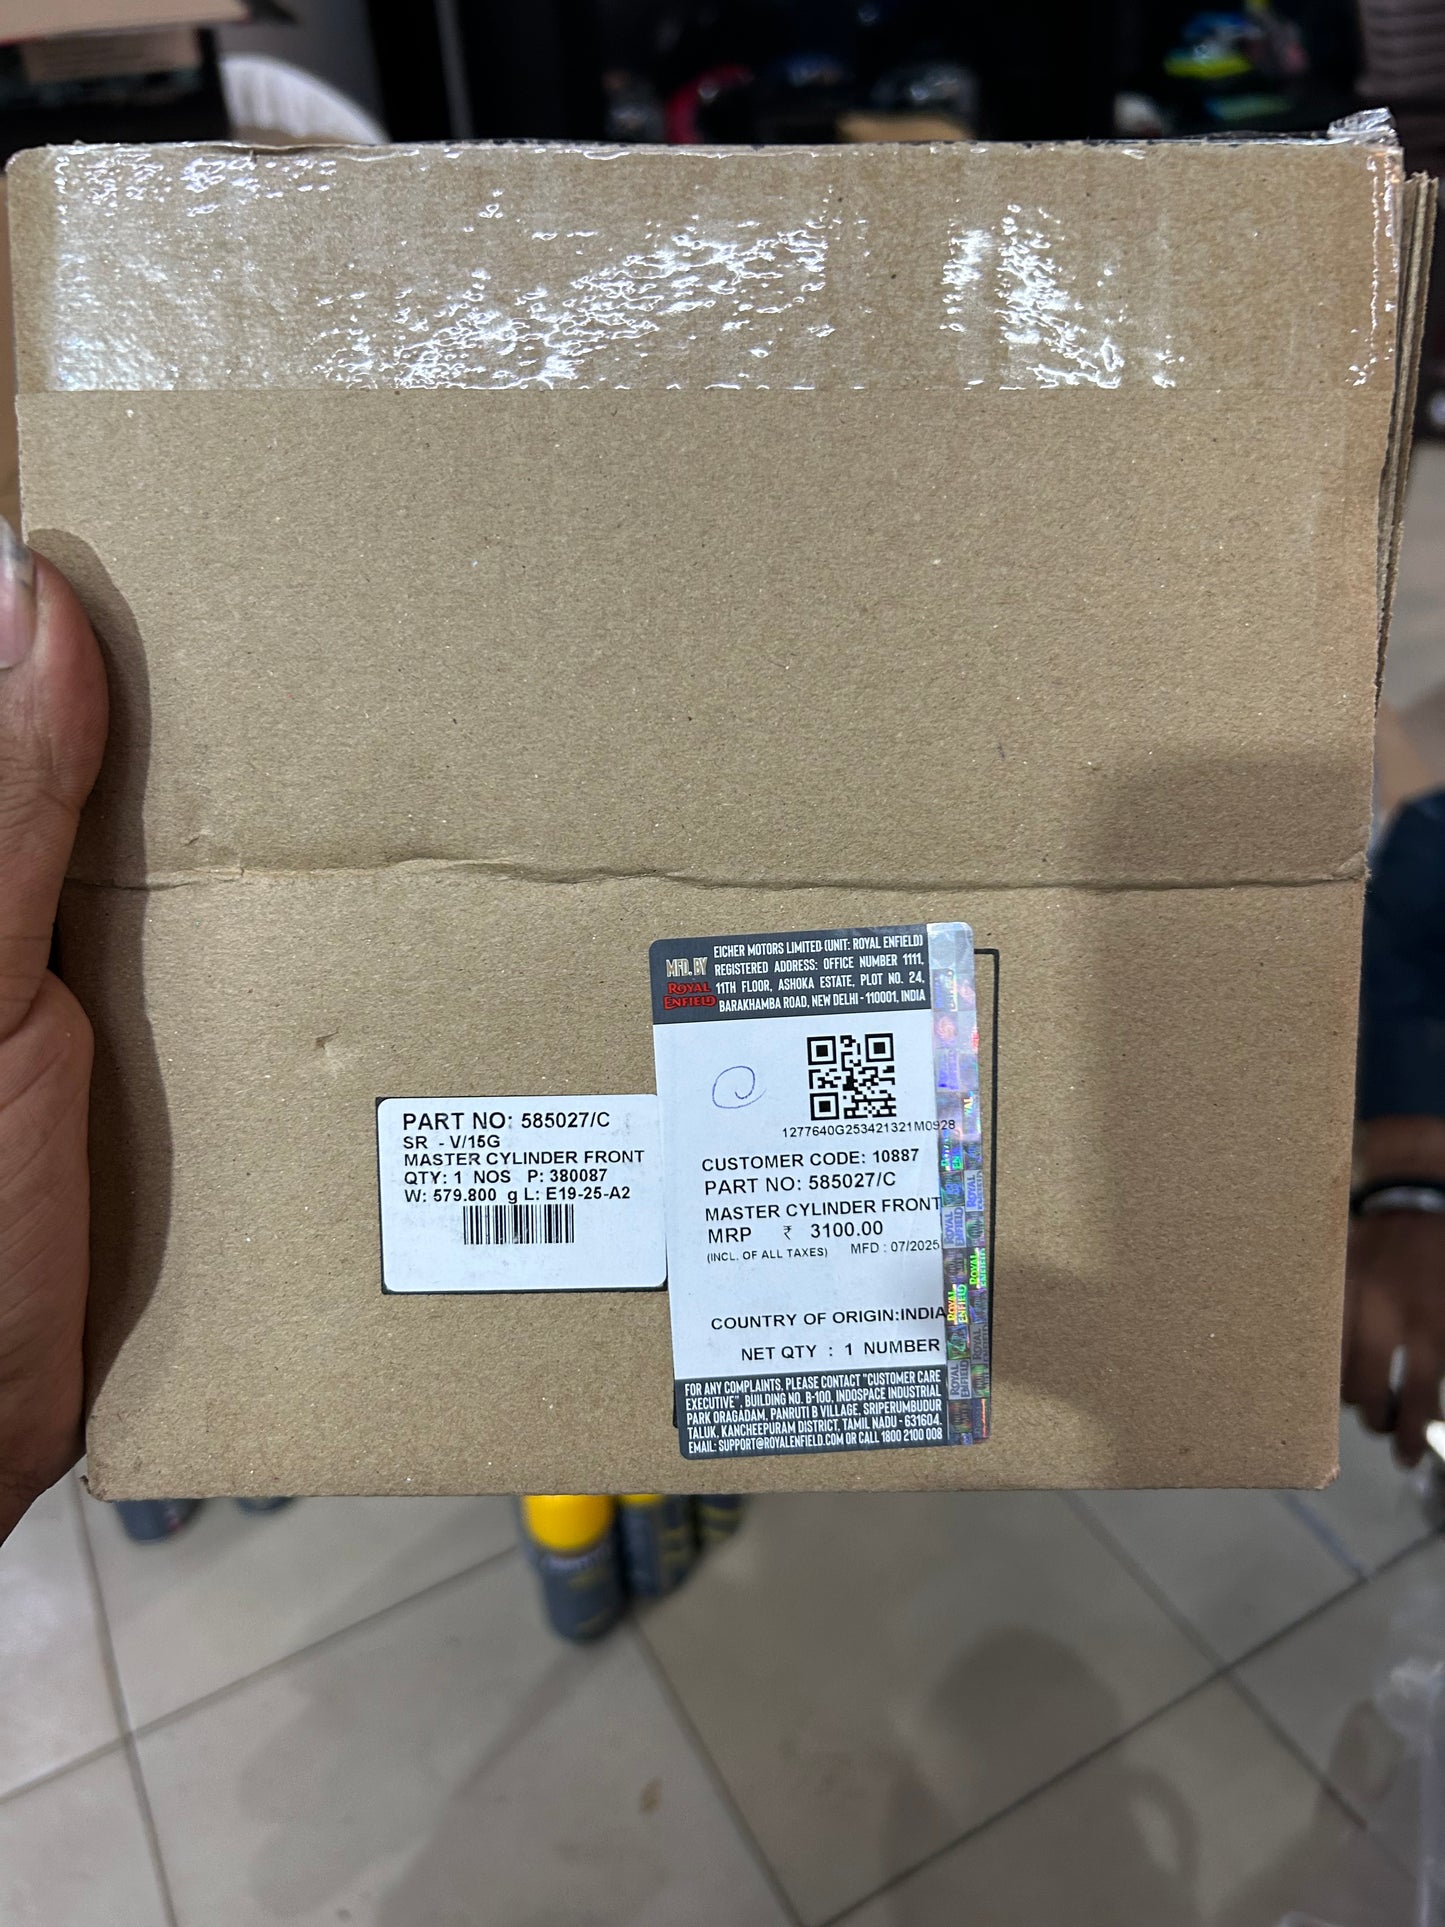 PART NO: 585027/C
SR - V/15G
MASTER CYLINDER FRONT
QTY: 1 NOS P: 380087
W: 579.800 g L: E19-25-A2
MFD. BY
ROYAL
ENFIELD
EICHER MOTORS LIMITED (UNIT: ROYAL ENFIELD)
REGISTERED ADDRESS: OFFICE NUMBER 1111,
11TH FLOOR, ASHOKA ESTATE, PLOT NO. 24,
BARAKHAMBA ROAD, NEW DELHI - 110001, INDIA
1277640G253421321M0928
CUSTOMER CODE: 10887
PART NO: 585027/C
MASTER CYLINDER FRONT
MRP ₹ 3100.00
(INCL. OF ALL TAXES) MFD : 07/2025
COUNTRY OF ORIGIN:INDIA
NET QTY : 1 NUMBER
FOR ANY COMPLAINTS, PLEASE CONTACT "CUSTOMER CARE
EXECUTIVE", BUILDING NO. B-100, INDOSPACE INDUSTRIAL
PARK ORAGADAM, PANRUTI B VILLAGE, SRIPERUMBUDUR
TALUK, KANCHEEPURAM DISTRICT, TAMIL NADU - 631604.
EMAIL: SUPPORT@ROYALENFIELD.COM OR CALL 1800 2100 008
ROYAL
ENFIELD